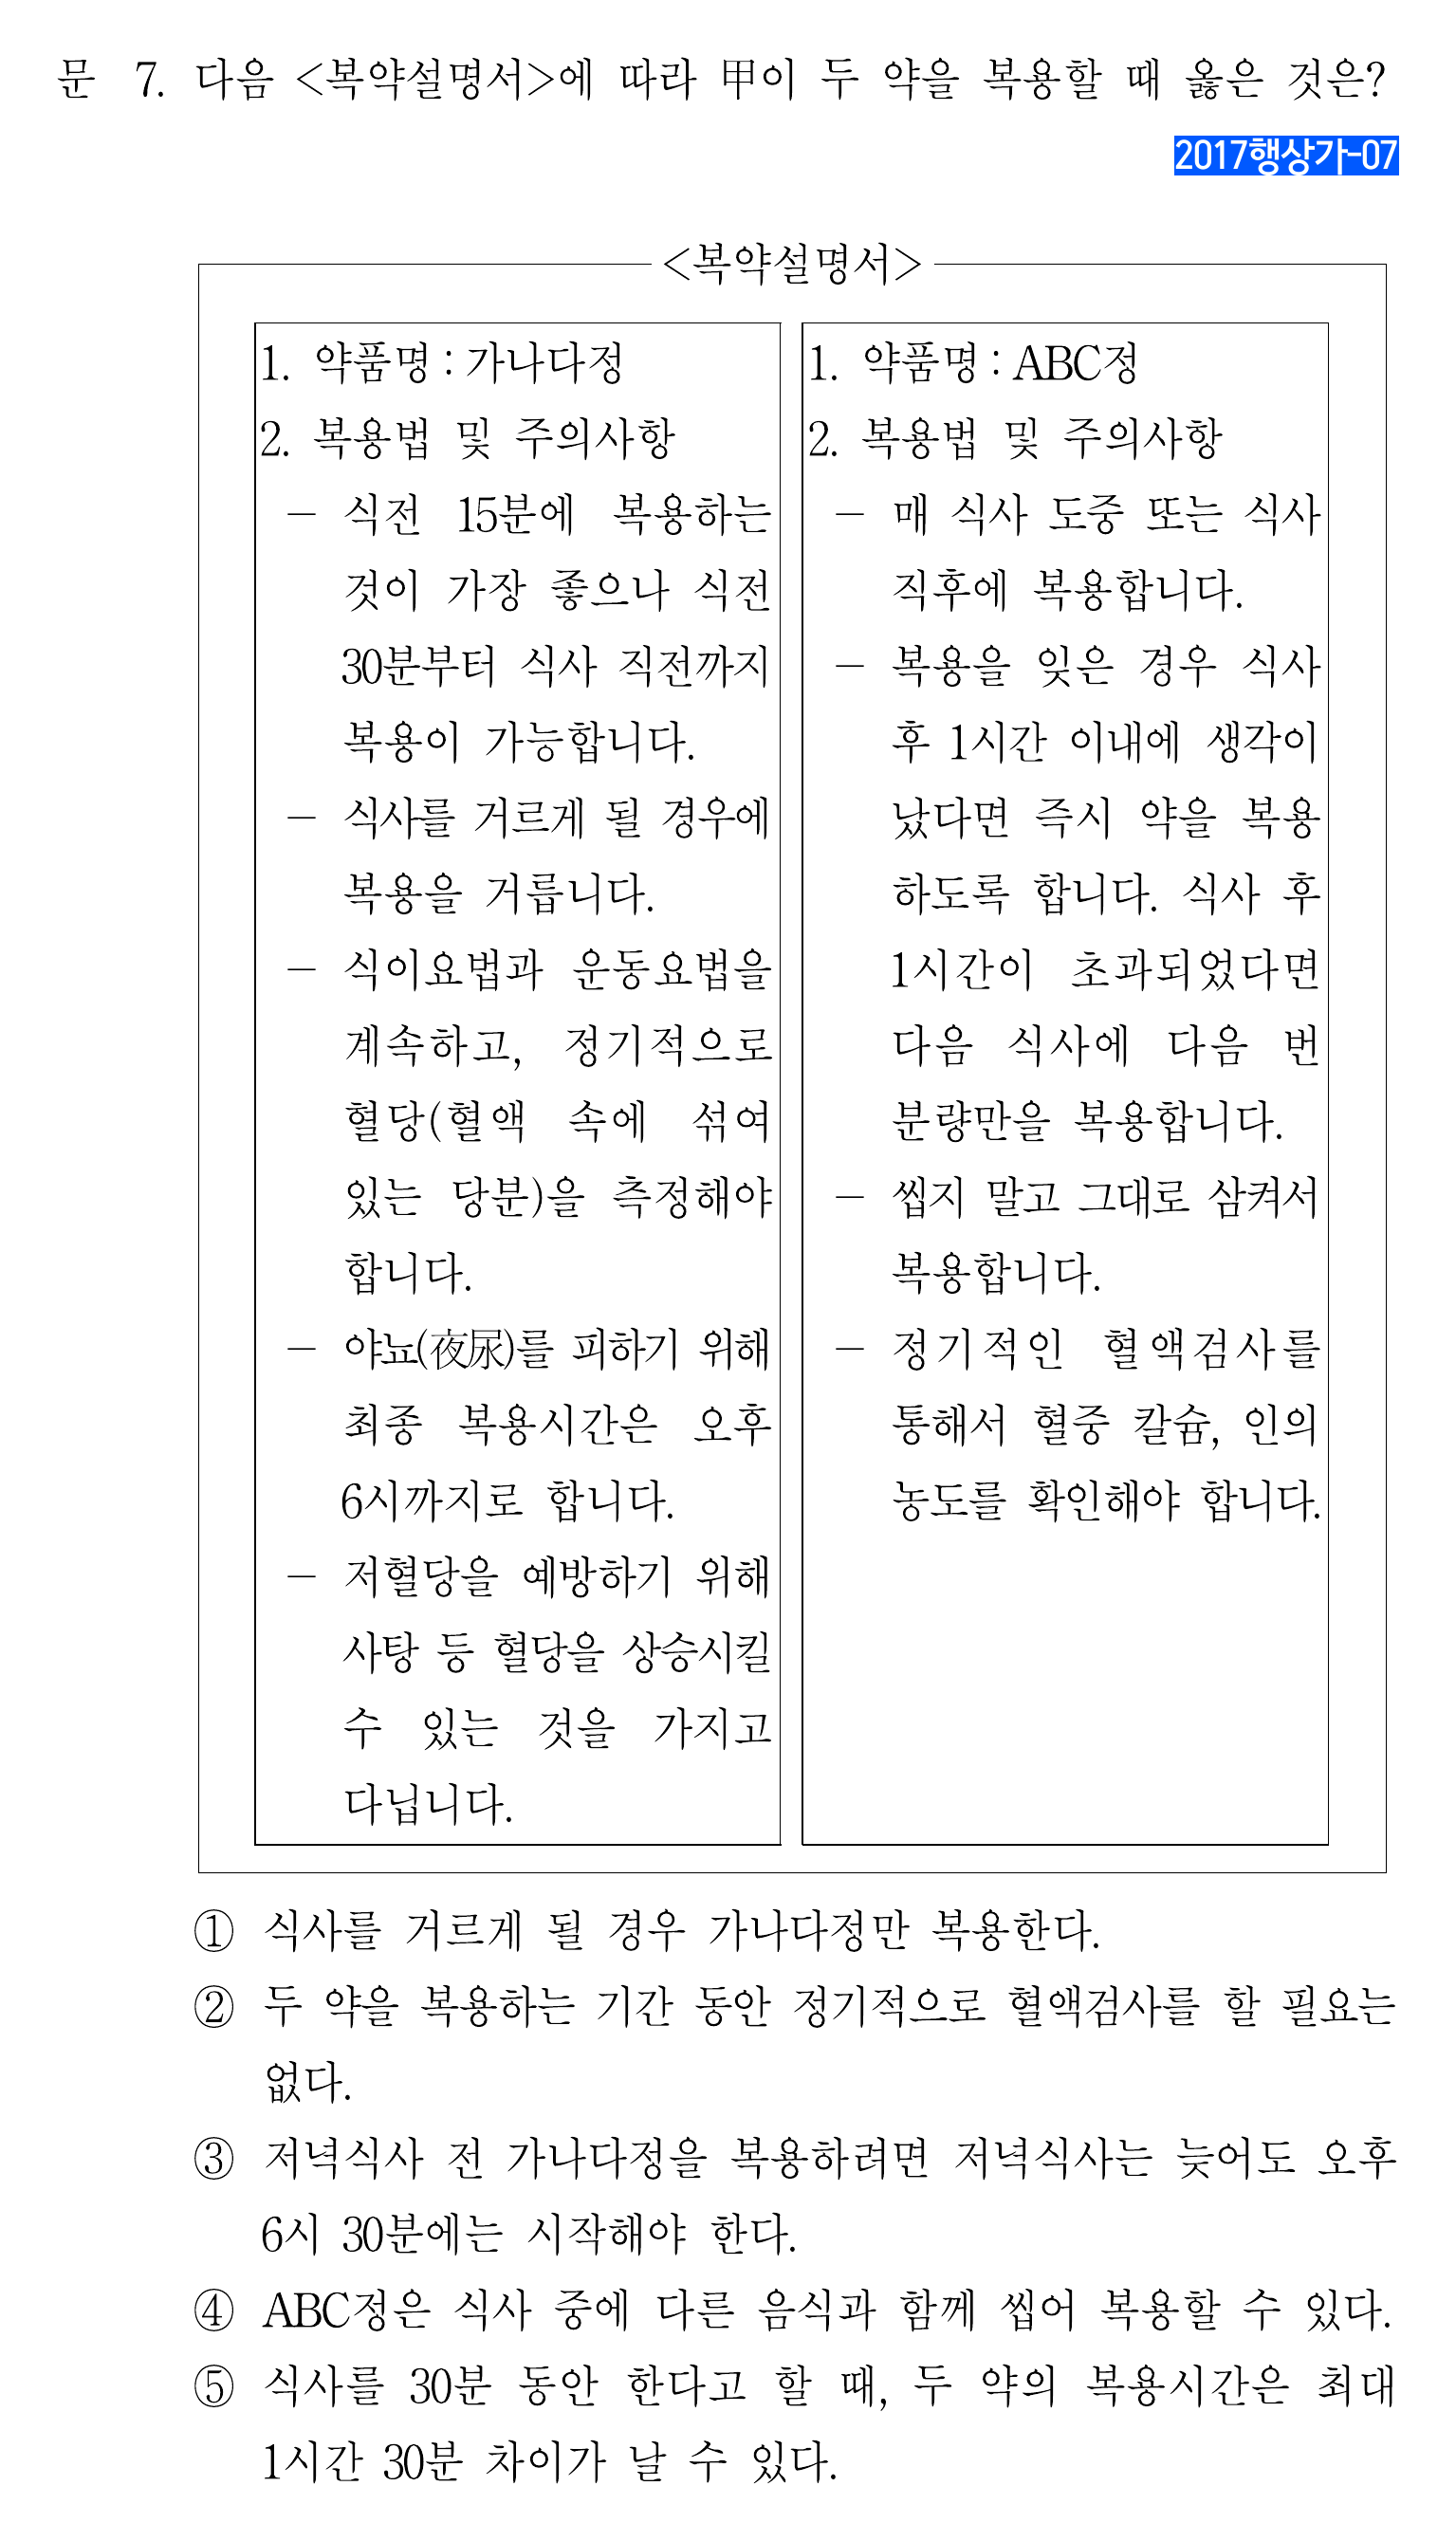 문 7. 다음 <복약설명서>에 따라 甲이 두 약을 복용할 때 옳은 것은?
2017행상가-07
<복약설명서>
1. 약품명 : 가나다정
2. 복용법 및 주의사항
- 식전 15분에 복용하는
것이 가장 좋으나 식전
30분부터 식사 직전까지
복용이 가능합니다.
- 식사를 거르게 될 경우에
복용을 거릅니다.
- 식이요법과 운동요법을
계속하고, 정기적으로
혈당(혈액 속에 섞여
있는 당분)을 측정해야
합니다.
- 야뇨(夜尿)를 피하기 위해
최종 복용시간은 오후
6시까지로 합니다.
- 저혈당을 예방하기 위해
사탕 등 혈당을 상승시킬
수 있는 것을 가지고
다닙니다.
1. 약품명 : ABC정
2. 복용법 및 주의사항
- 매 식사 도중 또는 식사
직후에 복용합니다.
- 복용을 잊은 경우 식사
후 1시간 이내에 생각이
났다면 즉시 약을 복용
하도록 합니다. 식사 후
1시간이 초과되었다면
다음 식사에 다음 번
분량만을 복용합니다.
- 씹지 말고 그대로 삼켜서
복용합니다.
- 정기적인 혈액검사를
통해서 혈중 칼슘, 인의
농도를 확인해야 합니다.
① 식사를 거르게 될 경우 가나다정만 복용한다.
② 두 약을 복용하는 기간 동안 정기적으로 혈액검사를 할 필요는
없다.
③ 저녁식사 전 가나다정을 복용하려면 저녁식사는 늦어도 오후
6시 30분에는 시작해야 한다.
④ ABC정은 식사 중에 다른 음식과 함께 씹어 복용할 수 있다.
⑤ 식사를 30분 동안 한다고 할 때, 두 약의 복용시간은 최대
1시간 30분 차이가 날 수 있다.